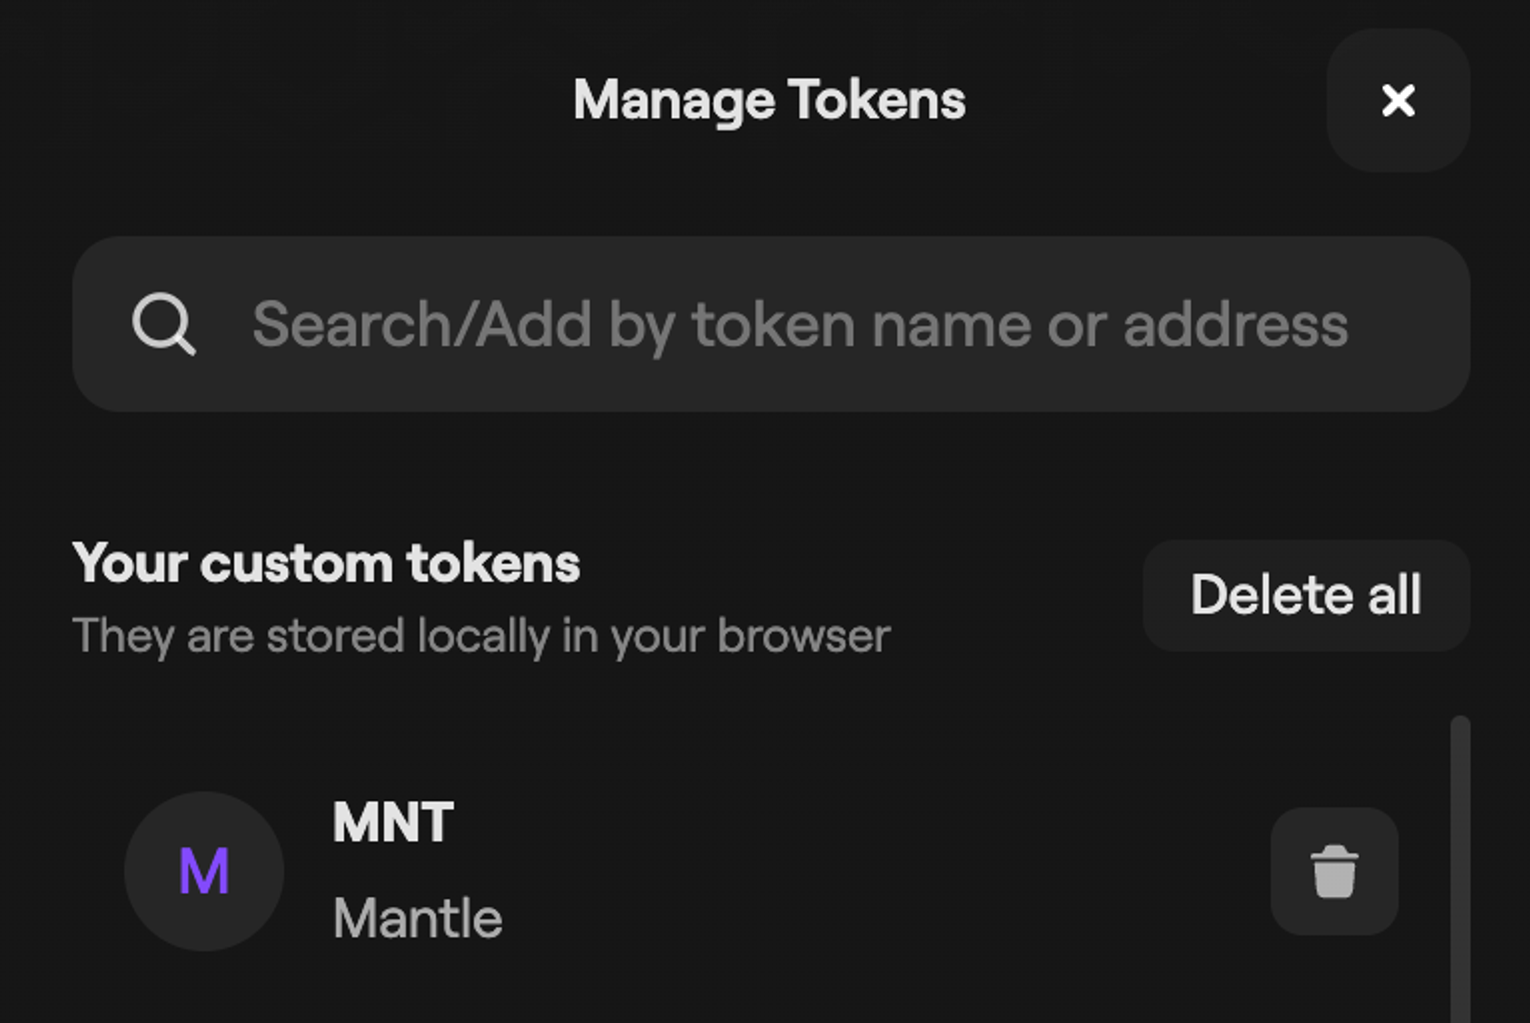 Manage Tokens
Search/Add by token name or address
Your custom tokens
Delete all
They are stored locally in your browser
M
MNT
Mantle